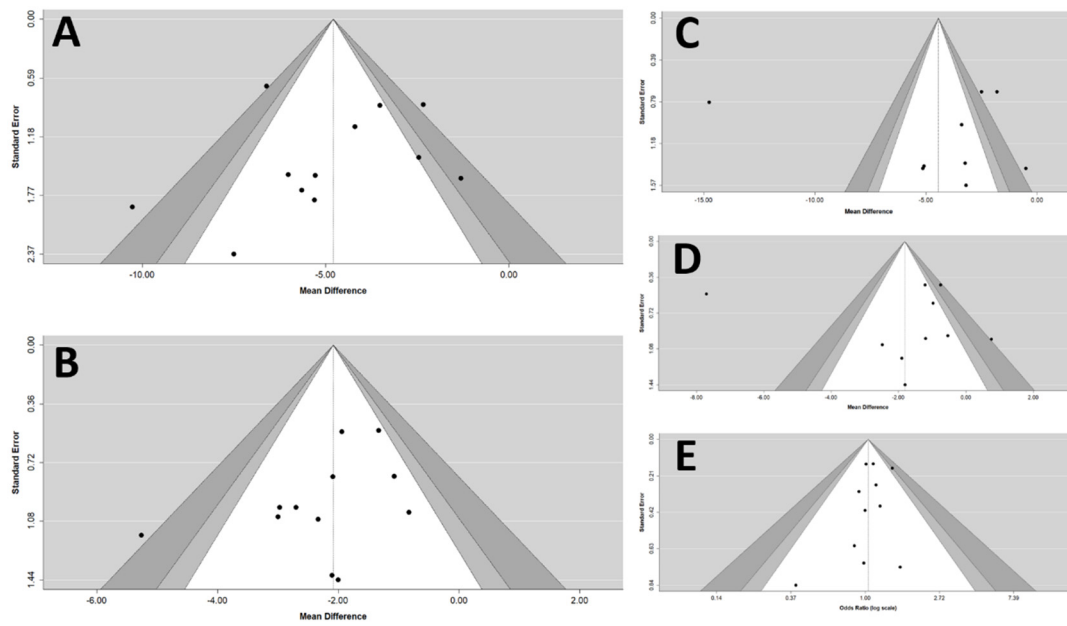 A
0.00
0.59
1.18
1.77
2.37
Standard Error
-10.00 -5.00 0.00
Mean Difference
B
0.00
0.36
0.72
1.08
1.44
Standard Error
-6.00 -4.00 -2.00 0.00 2.00
Mean Difference
C
0.00
0.39
0.79
1.18
1.57
Standard Error
-15.00 -10.00 -5.00 0.00
Mean Difference
D
0.00
0.36
0.72
1.08
1.44
Standard Error
-8.00 -6.00 -4.00 -2.00 0.00 2.00
Mean Difference
E
0.00
0.21
0.42
0.63
0.84
Standard Error
0.14 0.37 1.00 2.72 7.39
Odds Ratio (log scale)